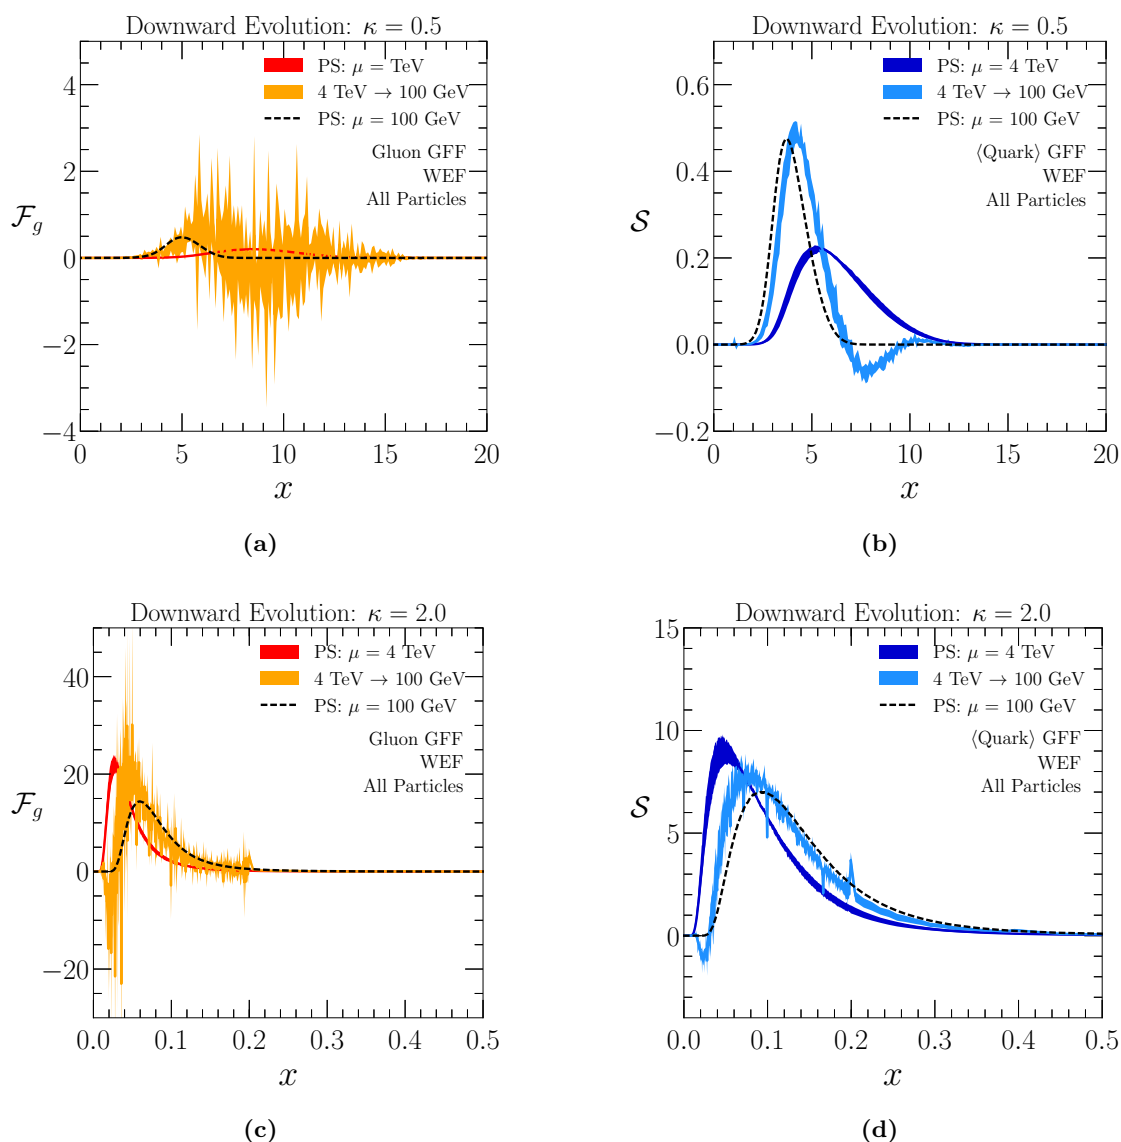 Downward Evolution: κ = 0.5
PS: μ = TeV
4 TeV → 100 GeV
PS: μ = 100 GeV
Gluon GFF
WEF
All Particles
4
2
0
−2
−4
ℱg
0 5 10 15 20
x
(a)
Downward Evolution: κ = 0.5
PS: μ = 4 TeV
4 TeV → 100 GeV
PS: μ = 100 GeV
⟨Quark⟩ GFF
WEF
All Particles
0.6
0.4
0.2
0.0
−0.2
𝒮
0 5 10 15 20
x
(b)
Downward Evolution: κ = 2.0
PS: μ = 4 TeV
4 TeV → 100 GeV
PS: μ = 100 GeV
Gluon GFF
WEF
All Particles
40
20
0
−20
ℱg
0.0 0.1 0.2 0.3 0.4 0.5
x
(c)
Downward Evolution: κ = 2.0
PS: μ = 4 TeV
4 TeV → 100 GeV
PS: μ = 100 GeV
⟨Quark⟩ GFF
WEF
All Particles
15
10
5
0
𝒮
0.0 0.1 0.2 0.3 0.4 0.5
x
(d)